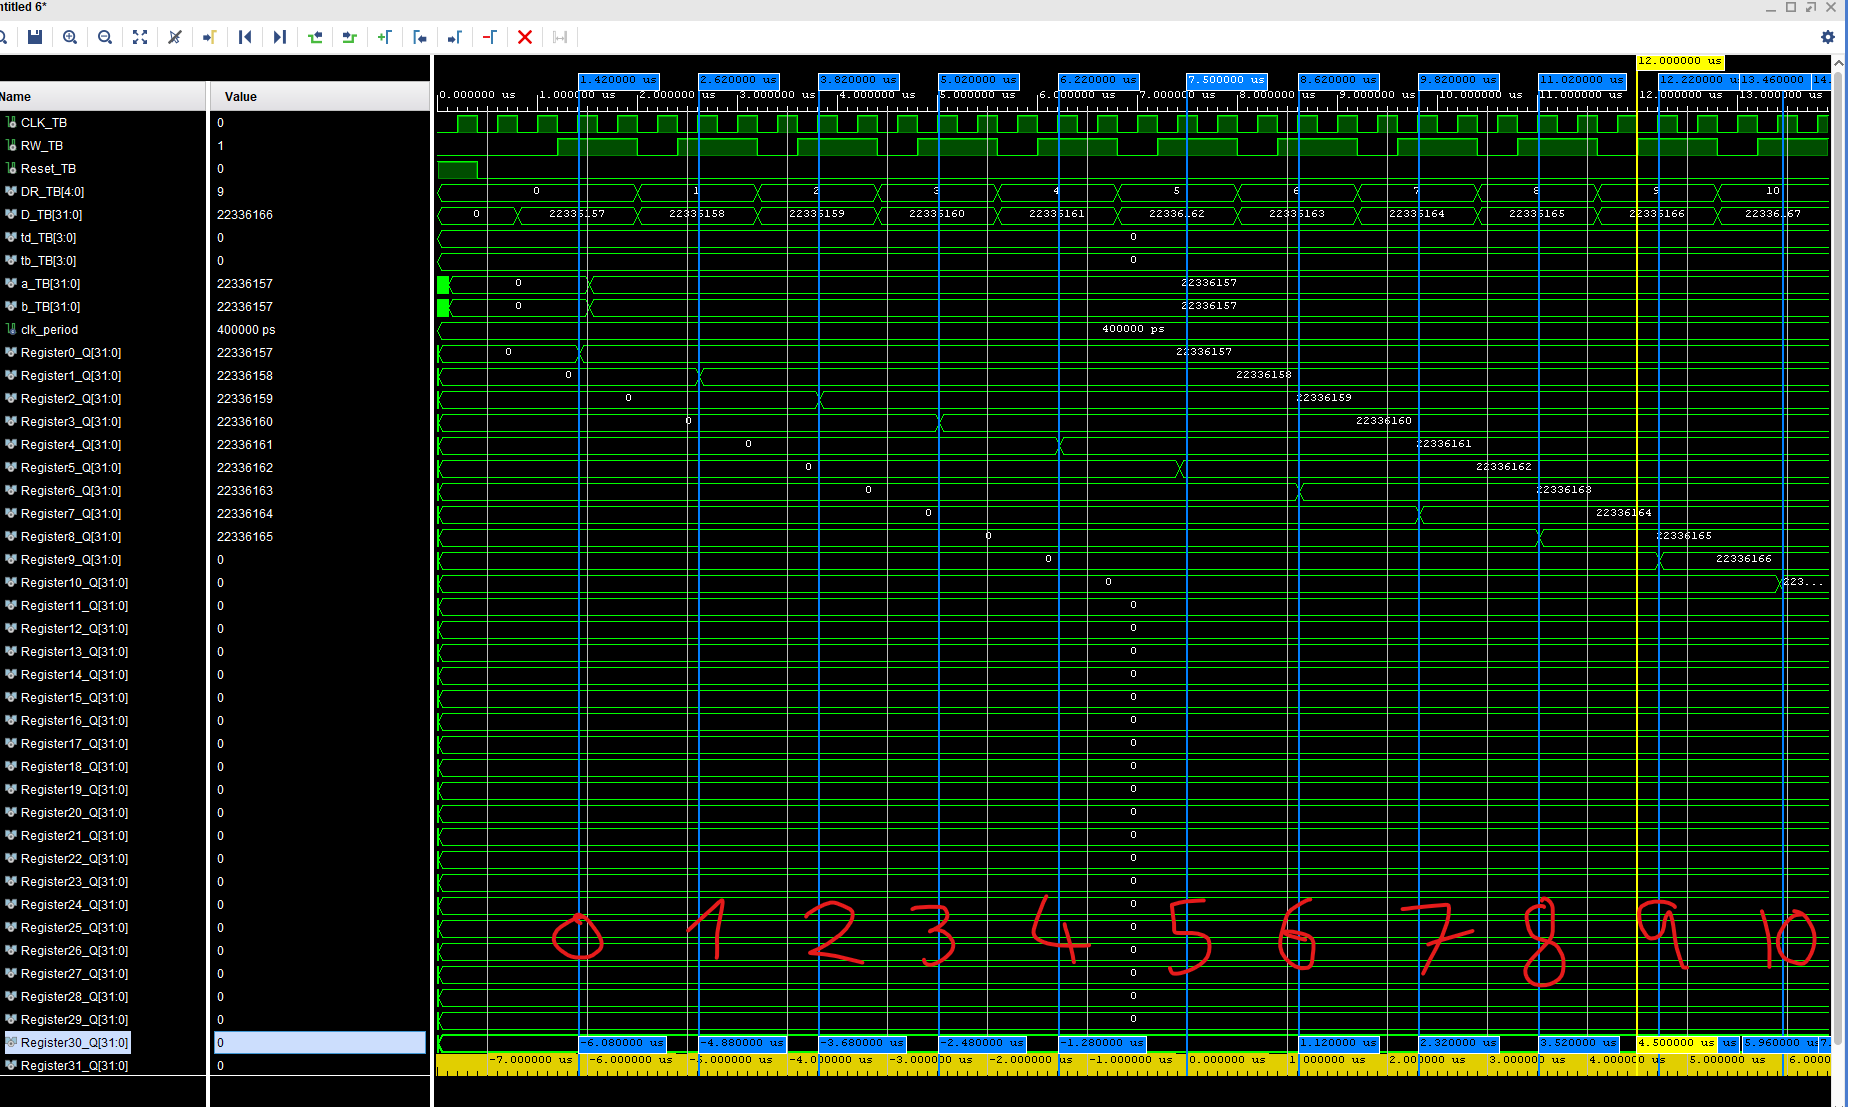 ntitled 6*
12.000000 us
1.420000 us 2.620000 us 3.820000 us 5.020000 us 6.220000 us 7.500000 us 8.620000 us 9.820000 us 11.020000 us 12.220000 u 13.460000 us 14.
Name Value
0.000000 us 1.000000 us 2.000000 us 3.000000 us 4.000000 us 5.000000 us 6.000000 us 7.000000 us 8.000000 us 9.000000 us 10.000000 us 11.000000 us 12.000000 us 13.000000 us
CLK_TB 0
RW_TB 1
Reset_TB 0
DR_TB[4:0] 9 0 1 2 3 4 5 6 7 8 9 10
D_TB[31:0] 22336166 0 22336157 22336158 22336159 22336160 22336161 22336162 22336163 22336164 22336165 22336166 22336167
td_TB[3:0] 0 0
tb_TB[3:0] 0 0
a_TB[31:0] 22336157 0 22336157
b_TB[31:0] 22336157 0 22336157
clk_period 400000 ps 400000 ps
Register0_Q[31:0] 22336157 0 22336157
Register1_Q[31:0] 22336158 0 22336158
Register2_Q[31:0] 22336159 0 22336159
Register3_Q[31:0] 22336160 0 22336160
Register4_Q[31:0] 22336161 0 22336161
Register5_Q[31:0] 22336162 0 22336162
Register6_Q[31:0] 22336163 0 22336163
Register7_Q[31:0] 22336164 0 22336164
Register8_Q[31:0] 22336165 0 22336165
Register9_Q[31:0] 0 0 22336166
Register10_Q[31:0] 0 0 223...
Register11_Q[31:0] 0 0
Register12_Q[31:0] 0 0
Register13_Q[31:0] 0 0
Register14_Q[31:0] 0 0
Register15_Q[31:0] 0 0
Register16_Q[31:0] 0 0
Register17_Q[31:0] 0 0
Register18_Q[31:0] 0 0
Register19_Q[31:0] 0 0
Register20_Q[31:0] 0 0
Register21_Q[31:0] 0 0
Register22_Q[31:0] 0 0
Register23_Q[31:0] 0 0
Register24_Q[31:0] 0 0
Register25_Q[31:0] 0 0
0 1 2 3 4 5 6 7 8 9 10
Register26_Q[31:0] 0 0
Register27_Q[31:0] 0 0
Register28_Q[31:0] 0 0
Register29_Q[31:0] 0 0
Register30_Q[31:0] 0
-6.080000 us -4.880000 us -3.680000 us -2.480000 us -1.280000 us 1.120000 us 2.320000 us 3.520000 us 4.500000 us us 5.960000 us 7.
Register31_Q[31:0] 0
-7.000000 us -6.000000 us -5.000000 us -4.000000 us -3.000000 us -2.000000 us -1.000000 us 0.000000 us 1.000000 us 2.000000 us 3.000000 us 4.000000 us 5.000000 us 6.0000